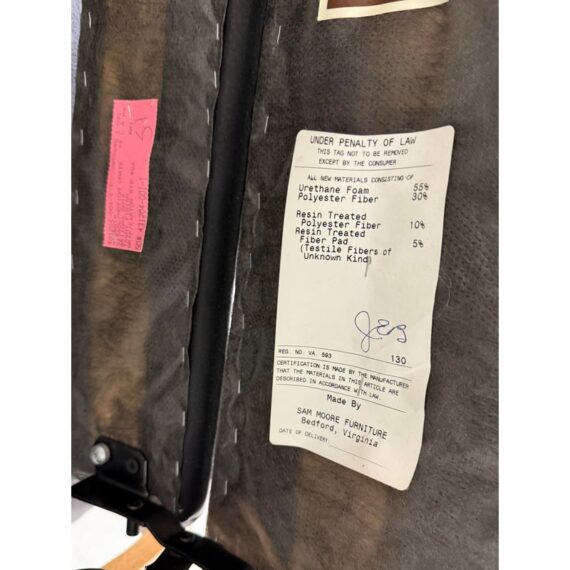 UNDER PENALTY OF LAW
THIS TAG NOT TO BE REMOVED
EXCEPT BY THE CONSUMER
ALL NEW MATERIALS CONSISTING OF
Urethane Foam 55%
Polyester Fiber 30%
Resin Treated
Polyester Fiber 10%
Resin Treated
Fiber Pad 5%
(Testile Fibers of
Unknown Kind)
JEB
REG. NO. VA. 593 130
CERTIFICATION IS MADE BY THE MANUFACTURER
THAT THE MATERIALS IN THIS ARTICLE ARE
DESCRIBED IN ACCORDANCE WITH LAW.
Made By
SAM MOORE FURNITURE
Bedford, Virginia
DATE OF DELIVERY